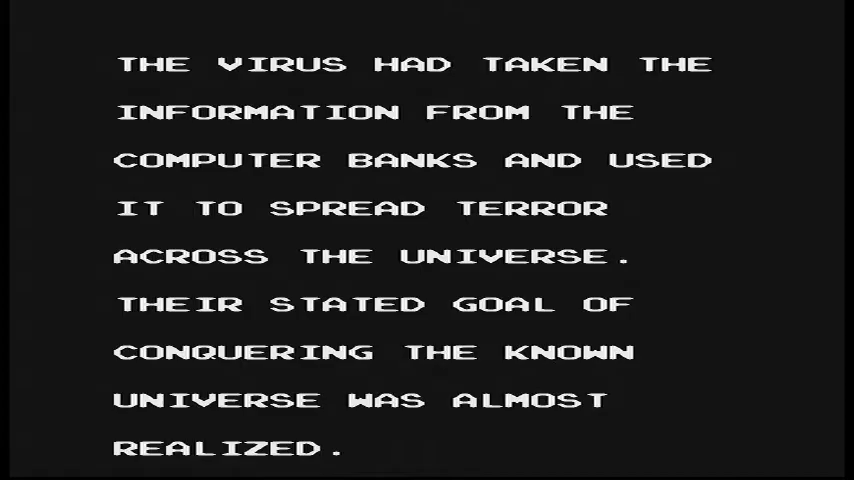 THE VIRUS HAD TAKEN THE
INFORMATION FROM THE
COMPUTER BANKS AND USED
IT TO SPREAD TERROR
ACROSS THE UNIVERSE.
THEIR STATED GOAL OF
CONQUERING THE KNOWN
UNIVERSE WAS ALMOST
REALIZED.